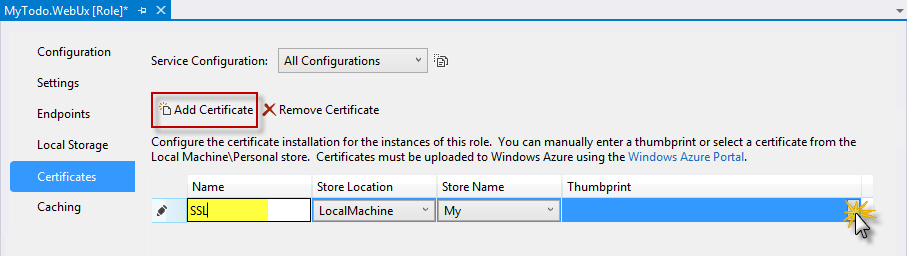 MyTodo.WebUx [Role]*
Configuration
Settings
Endpoints
Local Storage
Certificates
Caching
Service Configuration: All Configurations
Add Certificate Remove Certificate
Configure the certificate installation for the instances of this role. You can manually enter a thumbprint or select a certificate from the
Local Machine\Personal store. Certificates must be uploaded to Windows Azure using the Windows Azure Portal.
Name Store Location Store Name Thumbprint
SSL LocalMachine My